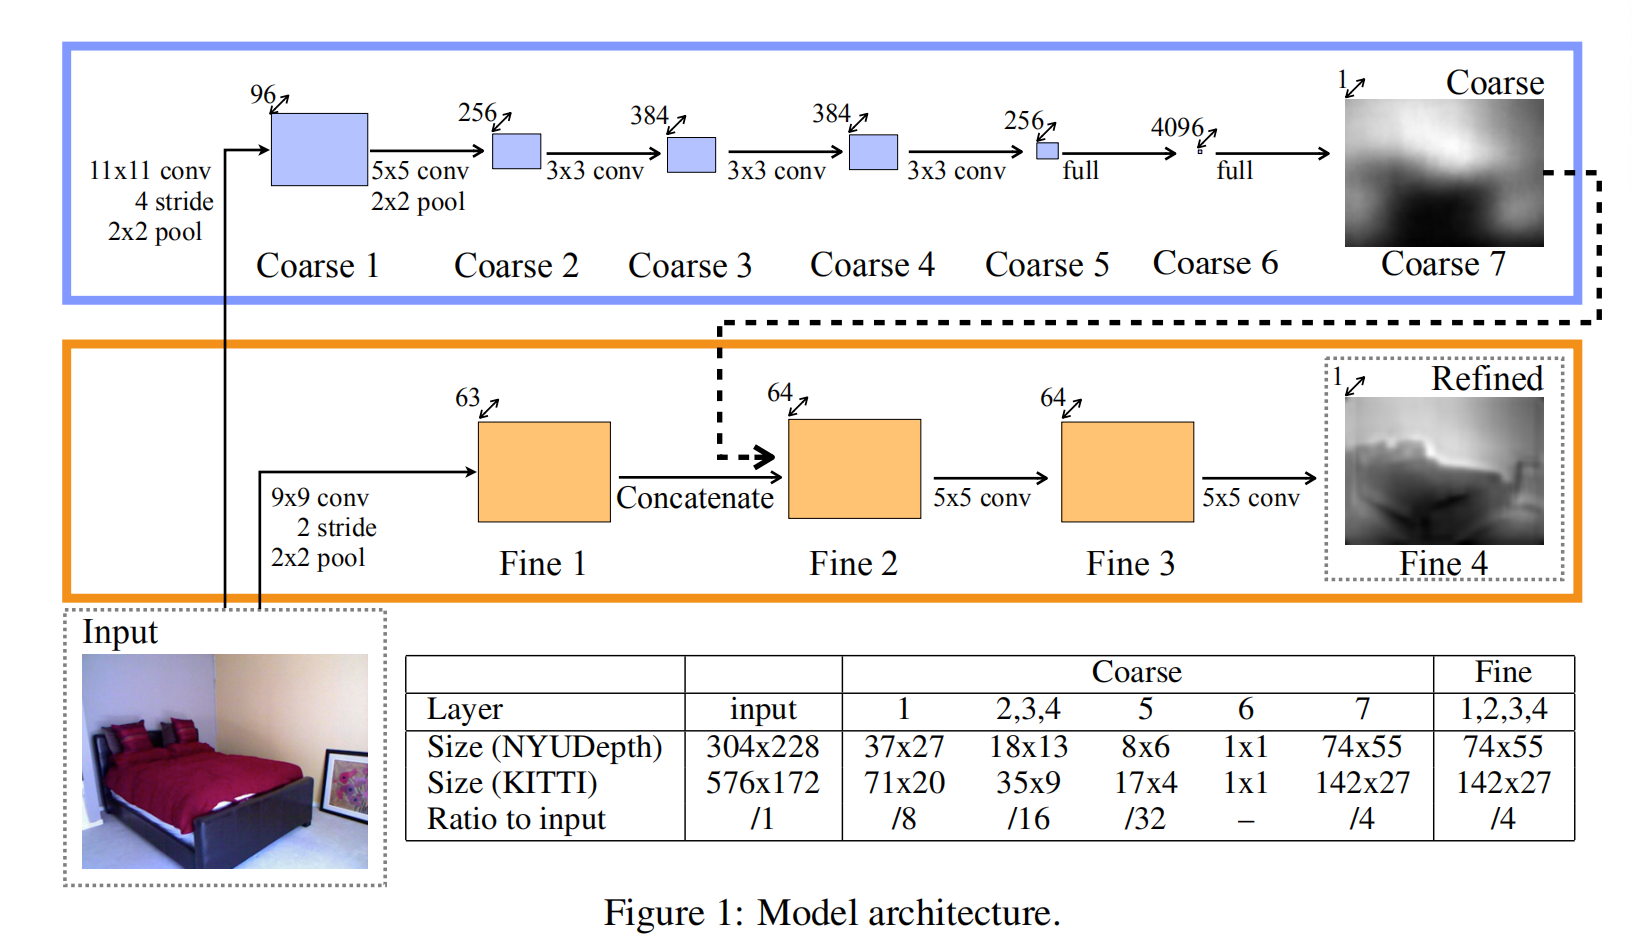 96
11x11 conv
4 stride
2x2 pool
Coarse 1
5x5 conv
2x2 pool
256
Coarse 2
3x3 conv
384
Coarse 3
3x3 conv
384
Coarse 4
3x3 conv
256
Coarse 5
full
4096
Coarse 6
full
1
Coarse
Coarse 7
9x9 conv
2 stride
2x2 pool
63
Fine 1
Concatenate
64
Fine 2
5x5 conv
64
Fine 3
5x5 conv
1
Refined
Fine 4
Input
Coarse Fine
Layer input 1 2,3,4 5 6 7 1,2,3,4
Size (NYUDepth) 304x228 37x27 18x13 8x6 1x1 74x55 74x55
Size (KITTI) 576x172 71x20 35x9 17x4 1x1 142x27 142x27
Ratio to input /1 /8 /16 /32 – /4 /4
Figure 1: Model architecture.